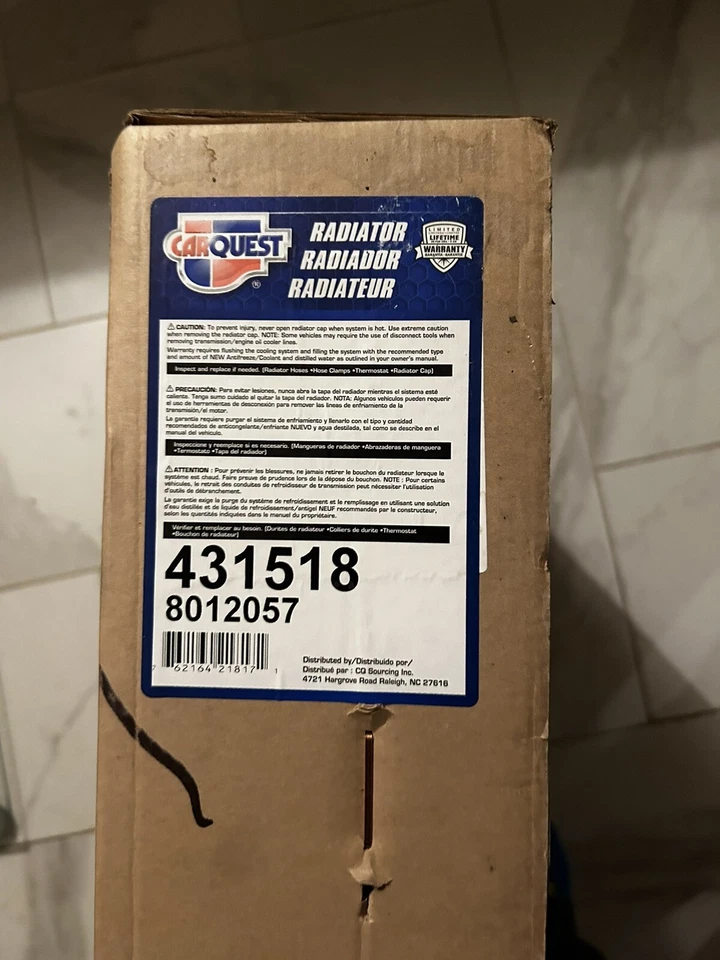 CARQUEST
®
RADIATOR
RADIADOR
RADIATEUR
LIMITED
LIFETIME
WARRANTY
⚠ CAUTION: To prevent injury, never open radiator cap when system is hot. Use extreme caution
when removing the radiator cap. NOTE: Some vehicles may require the use of disconnect tools when
removing transmission/engine oil cooler lines.
Warranty requires flushing the cooling system and filling the system with the recommended type
and amount of NEW Antifreeze/Coolant and distilled water as outlined in your owner's manual.
Inspect and replace if needed. (Radiator Hoses •Hose Clamps •Thermostat •Radiator Cap)
⚠ PRECAUCIÓN: Para evitar lesiones, nunca abra la tapa del radiador mientras el sistema esté
caliente. Tenga sumo cuidado al quitar la tapa del radiador. NOTA: Algunos vehículos pueden requerir
el uso de herramientas de desconexión para remover las líneas de enfriamiento de la
transmisión/el motor.
La garantía requiere purgar el sistema de enfriamiento y llenarlo con el tipo y cantidad
recomendados de anticongelante/enfriamiento NUEVO y agua destilada, tal como se describe en el
manual del vehículo.
Inspeccione y reemplace si es necesario. (Mangueras de radiador •Abrazaderas de manguera
•Termostato •Tapa del radiador)
⚠ ATTENTION : Pour prévenir les blessures, ne jamais retirer le bouchon du radiateur lorsque le
système est chaud. Faire preuve de prudence lors de la dépose du bouchon. NOTE : Pour certains
véhicules, le retrait des conduites de refroidisseur de transmission peut nécessiter l'utilisation
d'outils de débranchement.
La garantie exige la purge du système de refroidissement et le remplissage en utilisant une solution
d'eau distillée et de liquide de refroidissement/antigel NEUF recommandés par le constructeur,
selon les quantités indiquées dans le manuel du propriétaire.
Vérifier et remplacer au besoin. (Durites de radiateur •Colliers de durite •Thermostat
•Bouchon de radiateur)
431518
8012057
7 62164 21817 1
Distributed by/Distribuido por/
Distribué par : CQ Sourcing Inc.
4721 Hargrove Road Raleigh, NC 27616